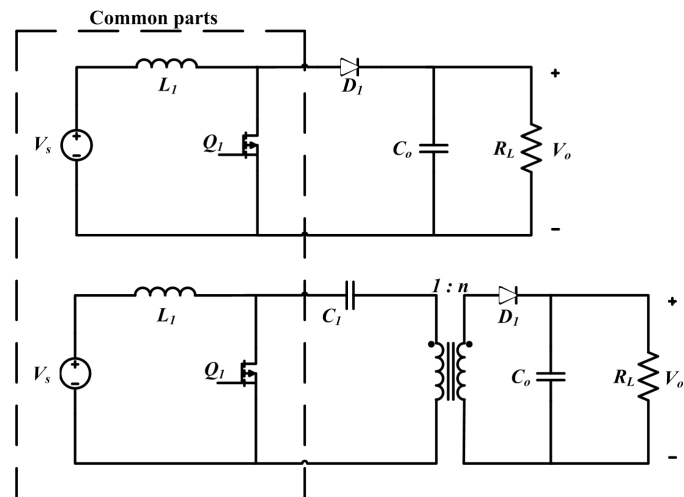 Common parts
L1
D1
+
Vs
Q1
Co
RL
Vo
-
1 : n
L1
C1
D1
+
Vs
Q1
Co
RL
Vo
-